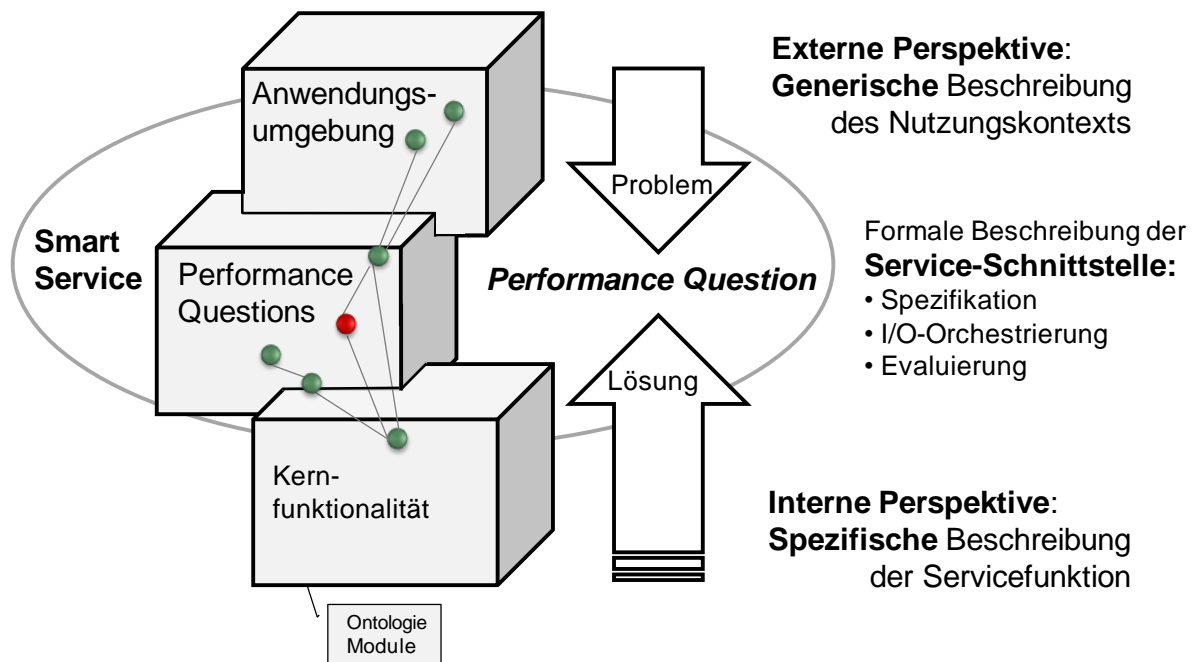 Anwendungs-
umgebung
Smart
Service
Performance
Questions
Kern-
funktionalität
Ontologie
Module
Problem
Performance Question
Lösung
Externe Perspektive:
Generische Beschreibung
des Nutzungskontexts
Formale Beschreibung der
Service-Schnittstelle:
• Spezifikation
• I/O-Orchestrierung
• Evaluierung
Interne Perspektive:
Spezifische Beschreibung
der Servicefunktion